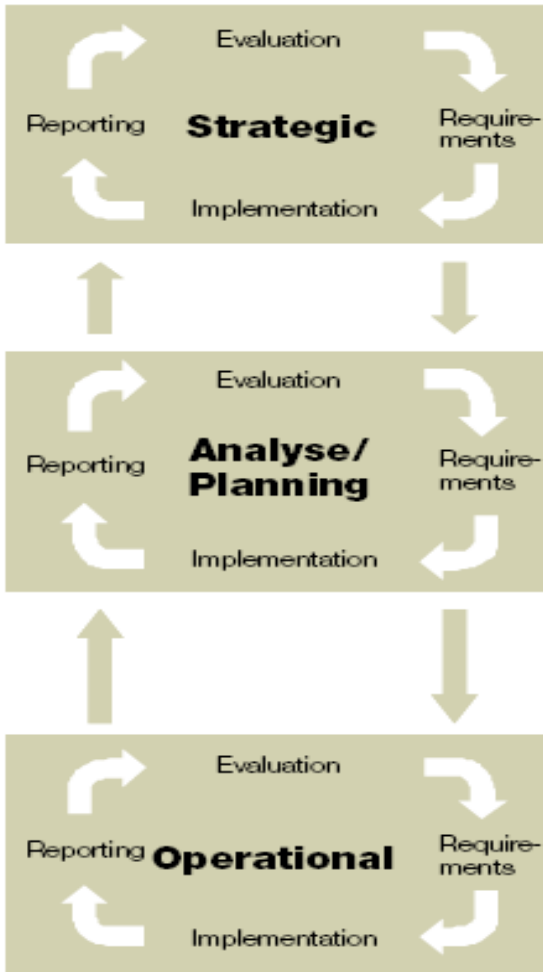 Evaluation
Reporting
Strategic
Require-
ments
Implementation
Evaluation
Reporting
Analyse/
Planning
Require-
ments
Implementation
Evaluation
Reporting
Operational
Require-
ments
Implementation